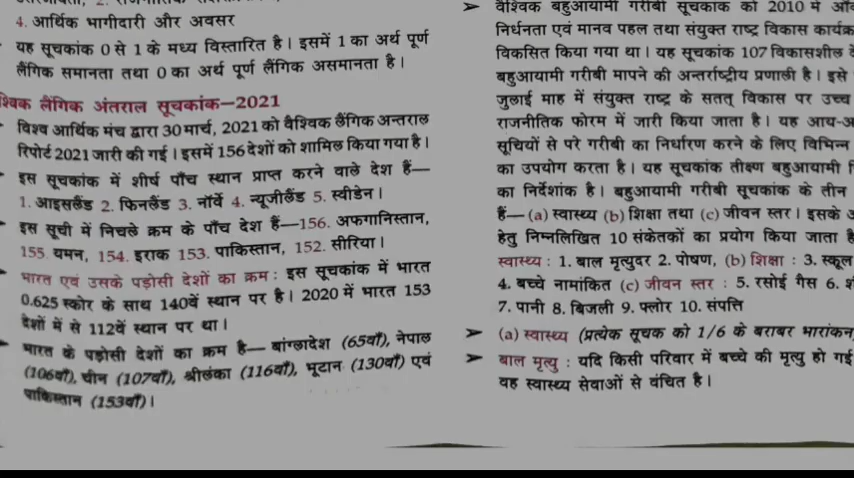 4. आर्थिक भागीदारी और अवसर
यह सूचकांक 0 से 1 के मध्य विस्तारित है। इसमें 1 का अर्थ पूर्ण
लैंगिक समानता तथा 0 का अर्थ पूर्ण लैंगिक असमानता है।
श्विक लैंगिक अंतराल सूचकांक—2021
विश्व आर्थिक मंच द्वारा 30 मार्च, 2021 को वैश्विक लैंगिक अन्तराल
रिपोर्ट 2021 जारी की गई। इसमें 156 देशों को शामिल किया गया है।
इस सूचकांक में शीर्ष पाँच स्थान प्राप्त करने वाले देश हैं—
1. आइसलैंड 2. फिनलैंड 3. नॉर्वे 4. न्यूजीलैंड 5. स्वीडेन।
इस सूची में निचले क्रम के पाँच देश हैं—156. अफगानिस्तान,
155. यमन, 154. इराक 153. पाकिस्तान, 152. सीरिया।
भारत एवं उसके पड़ोसी देशों का क्रम : इस सूचकांक में भारत
0.625 स्कोर के साथ 140वें स्थान पर है। 2020 में भारत 153
देशों में से 112वें स्थान पर था।
भारत के पड़ोसी देशों का क्रम है— बांग्लादेश (65वाँ), नेपाल
(106वाँ), चीन (107वाँ), श्रीलंका (116वाँ), भूटान (130वाँ) एवं
पाकिस्तान (153वाँ)।
वैश्विक बहुआयामी गरीबी सूचकांक को 2010 में
निर्धनता एवं मानव पहल तथा संयुक्त राष्ट्र विकास कार्यक्र
विकसित किया गया था। यह सूचकांक 107 विकासशील
बहुआयामी गरीबी मापने की अन्तर्राष्ट्रीय प्रणाली है। इसे
जुलाई माह में संयुक्त राष्ट्र के सतत् विकास पर उच्च
राजनीतिक फोरम में जारी किया जाता है। यह आय-अ
सूचियों से परे गरीबी का निर्धारण करने के लिए विभिन्न
का उपयोग करता है। यह सूचकांक तीक्ष्ण बहुआयामी
का निर्देशांक है। बहुआयामी गरीबी सूचकांक के तीन
हैं— (a) स्वास्थ्य (b) शिक्षा तथा (c) जीवन स्तर। इसके
हेतु निम्नलिखित 10 संकेतकों का प्रयोग किया जाता
स्वास्थ्य : 1. बाल मृत्युदर 2. पोषण, (b) शिक्षा : 3. स्कूल
4. बच्चे नामांकित (c) जीवन स्तर : 5. रसोई गैस 6.
7. पानी 8. बिजली 9. फ्लोर 10. संपत्ति
➤ (a) स्वास्थ्य (प्रत्येक सूचक को 1/6 के बराबर भारांकन
➤ बाल मृत्यु : यदि किसी परिवार में बच्चे की मृत्यु हो गई
वह स्वास्थ्य सेवाओं से वंचित है।